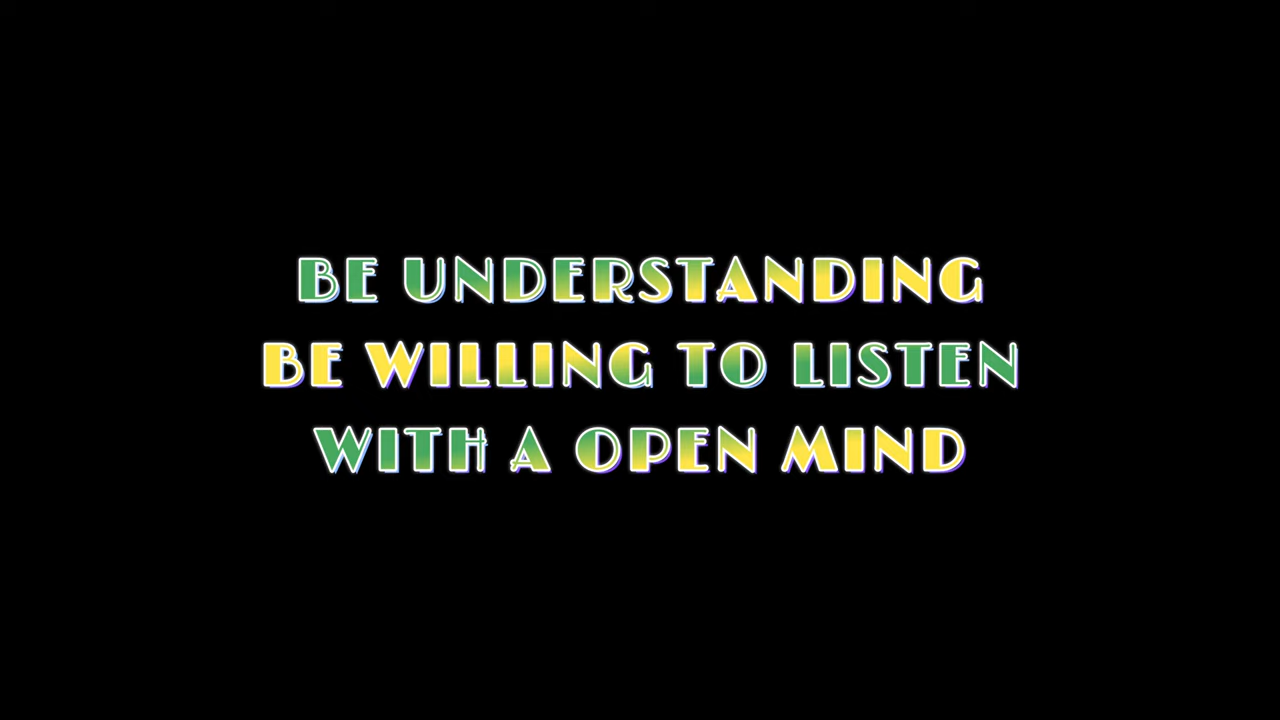 BE UNDERSTANDING
BE WILLING TO LISTEN
WITH A OPEN MIND